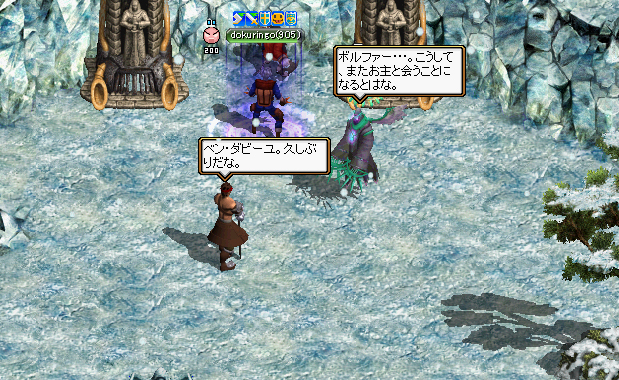 200
dokuringo(905)
ボルファー・・・。こうして
、またお主と会うことに
なるとはな。
ベン・ダビーユ。久しぶ
りだな。